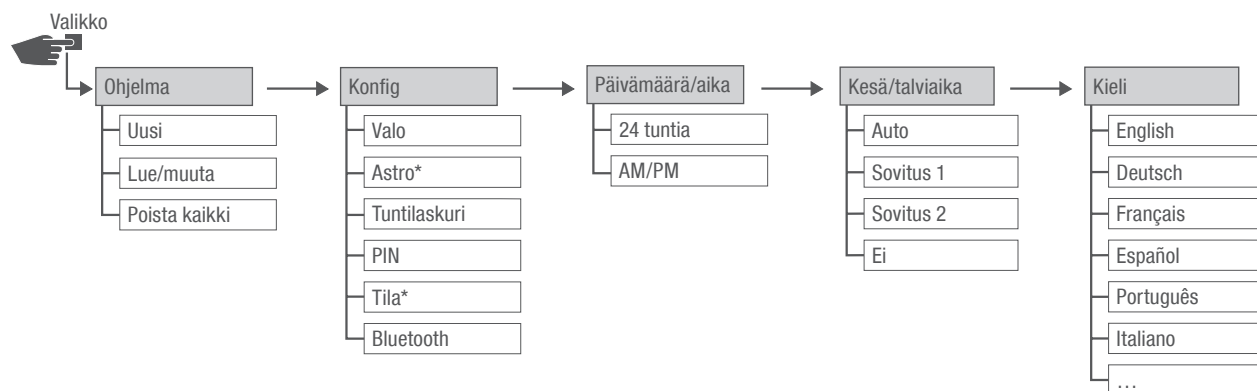 Valikko
Ohjelma
Uusi
Lue/muuta
Poista kaikki
Konfig
Valo
Astro*
Tuntilaskuri
PIN
Tila*
Bluetooth
Päivämäärä/aika
24 tuntia
AM/PM
Kesä/talviaika
Auto
Sovitus 1
Sovitus 2
Ei
Kieli
English
Deutsch
Français
Español
Português
Italiano
…